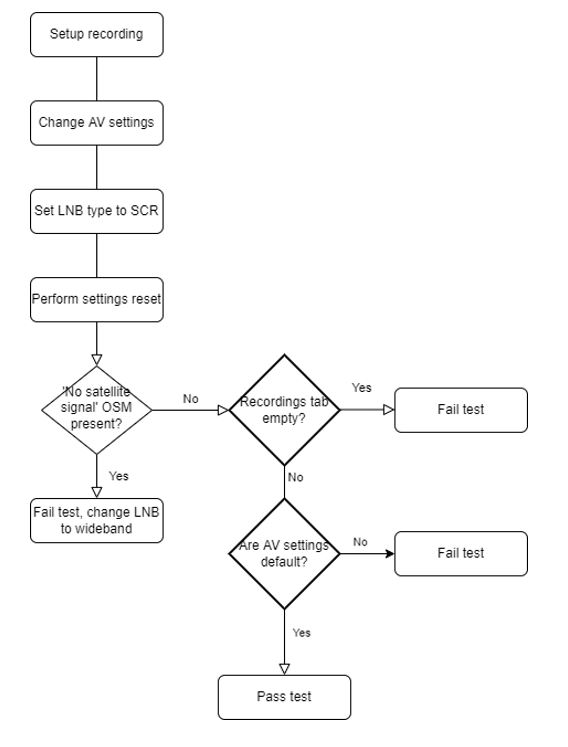 Setup recording
Change AV settings
Set LNB type to SCR
Perform settings reset
'No satellite
signal' OSM
present?
No
Recordings tab
empty?
Yes
Fail test
Yes
No
Fail test, change LNB
to wideband
Are AV settings
default?
No
Fail test
Yes
Pass test